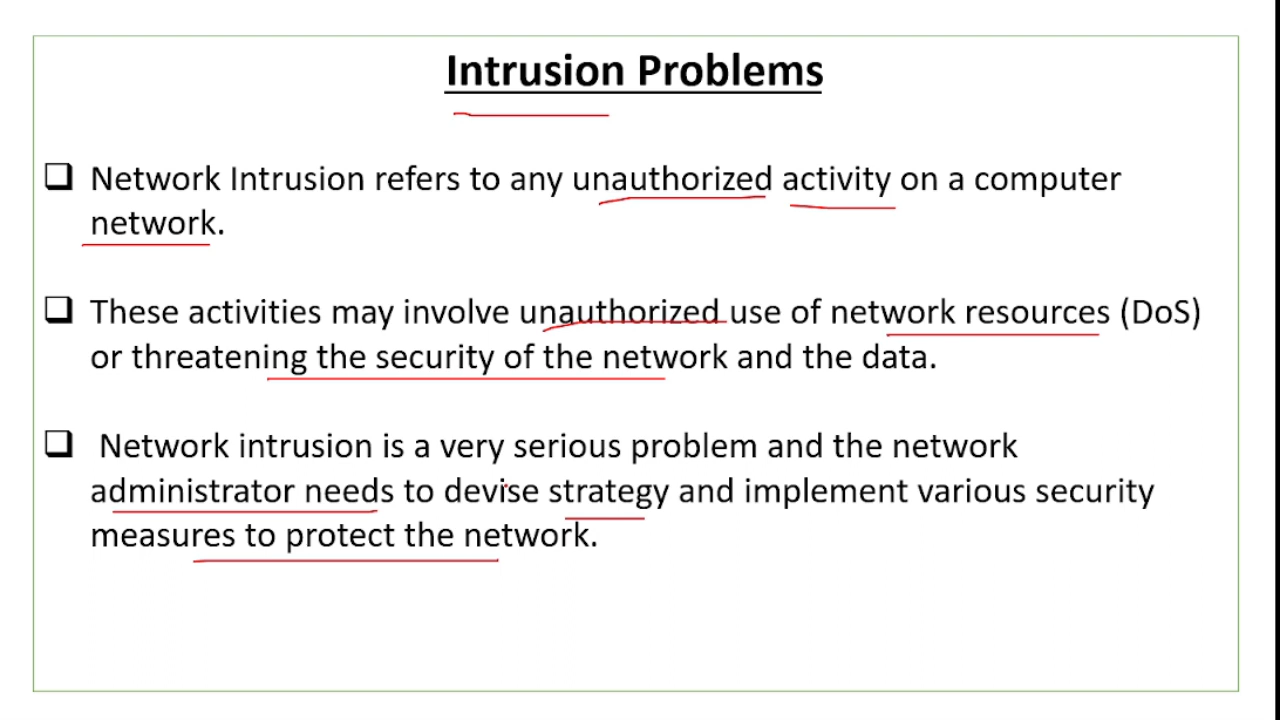 Intrusion Problems
Network Intrusion refers to any unauthorized activity on a computer
network.
These activities may involve unauthorized use of network resources (DoS)
or threatening the security of the network and the data.
Network intrusion is a very serious problem and the network
administrator needs to devise strategy and implement various security
measures to protect the network.